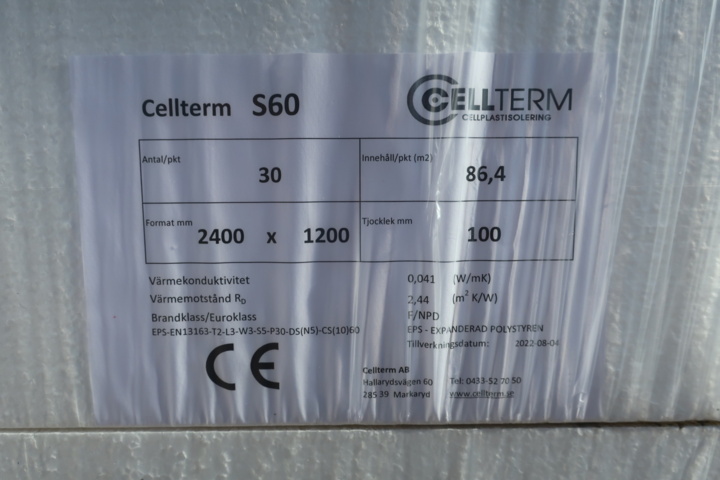 Cellterm S60
CELLTERM
CELLPLASTISOLERING
Antal/pkt
30
Innehåll/pkt (m2)
86,4
Format mm
2400 x 1200
Tjocklek mm
100
Värmekonduktivitet 0,041 (W/mK)
Värmemotstånd RD 2,44 (m² K/W)
Brandklass/Euroklass F/NPD
EPS-EN13163-T2-L3-W3-S5-P30-DS(N5)-CS(10)60 EPS - EXPANDERAD POLYSTYREN
Tillverkningsdatum: 2022-08-04
CE
Cellterm AB
Hallarydsvägen 60 Tel: 0433-52 70 50
285 39 Markaryd www.cellterm.se